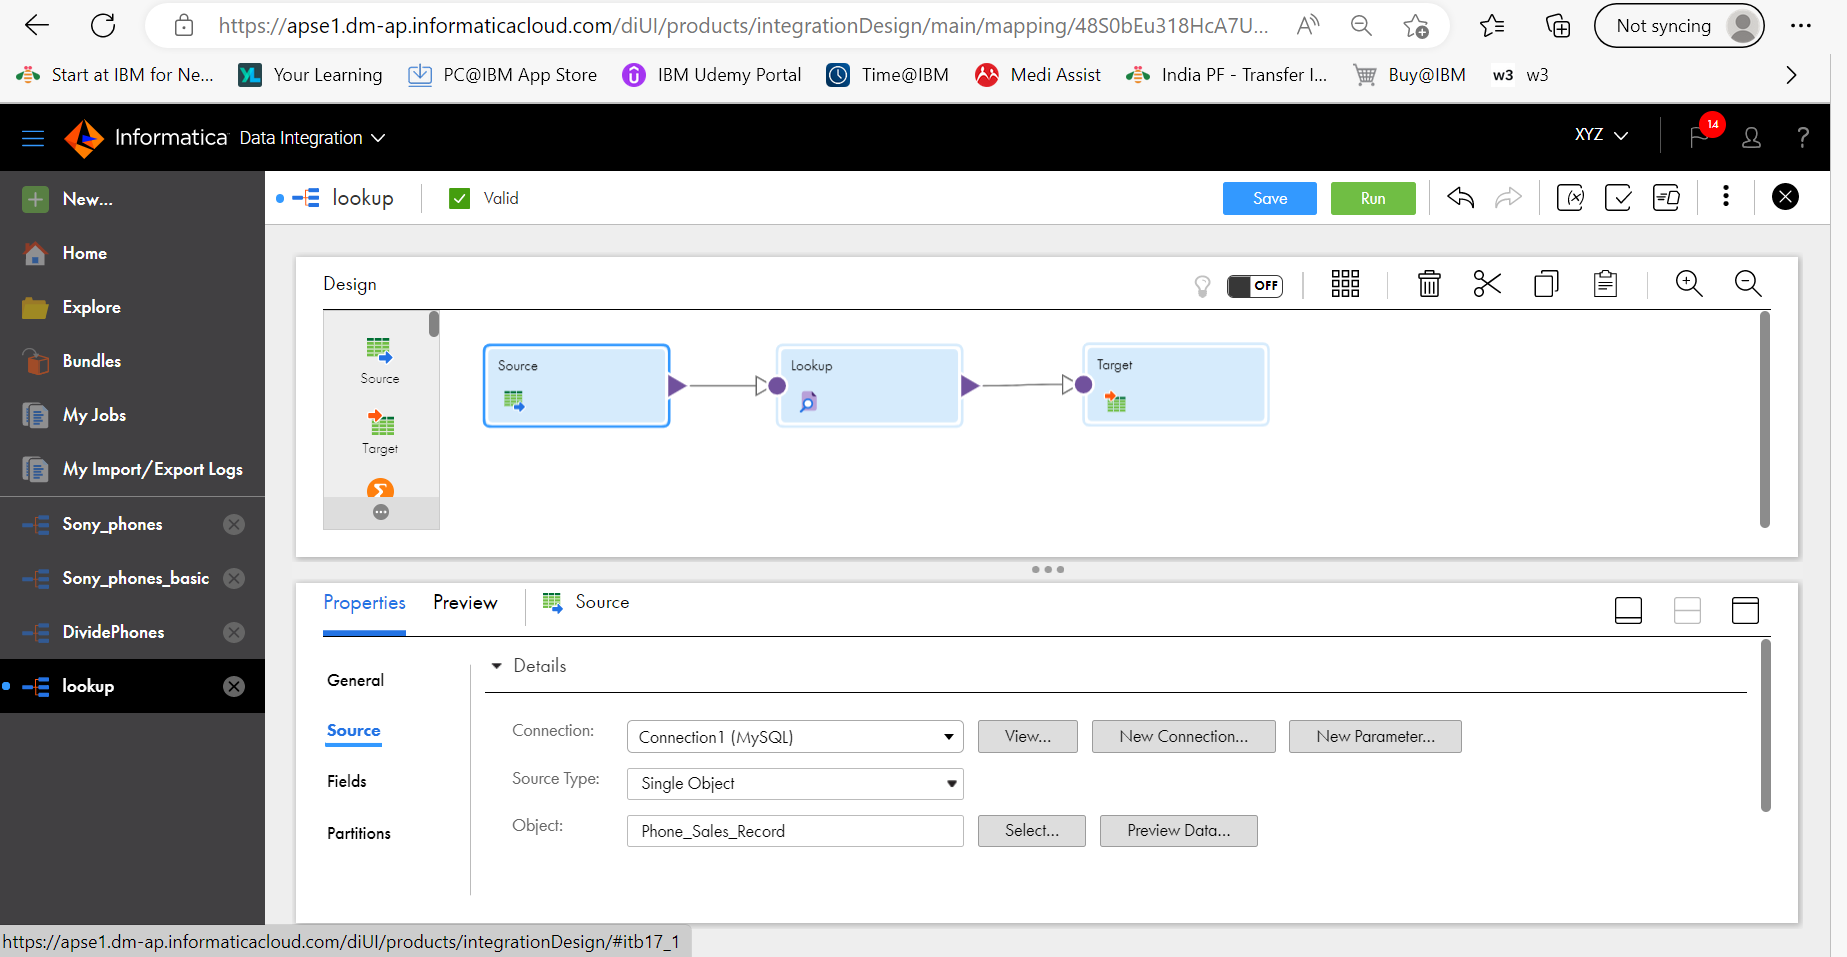 https://apse1.dm-ap.informaticacloud.com/diUI/products/integrationDesign/main/mapping/48S0bEu318HcA7U... Not syncing
Start at IBM for Ne... Your Learning PC@IBM App Store IBM Udemy Portal Time@IBM Medi Assist India PF - Transfer I... Buy@IBM w3 w3
Informatica Data Integration XYZ 14 ?
New...
Home
Explore
Bundles
My Jobs
My Import/Export Logs
Sony_phones
Sony_phones_basic
DividePhones
lookup
lookup Valid Save Run
Design OFF
Source
Target
Source Lookup Target
Properties Preview Source
General
Source
Fields
Partitions
Details
Connection: Connection1 (MySQL) View... New Connection... New Parameter...
Source Type: Single Object
Object: Phone_Sales_Record Select... Preview Data...
https://apse1.dm-ap.informaticacloud.com/diUI/products/integrationDesign/#itb17_1